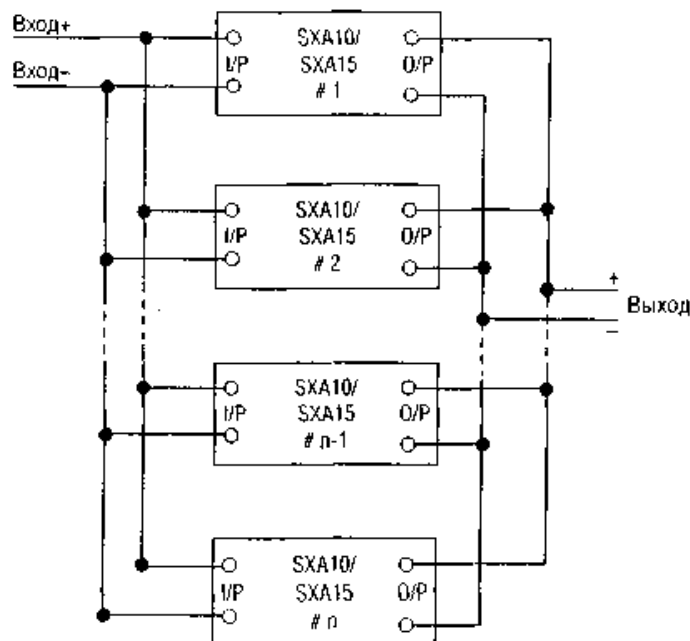 Вход+
Вход–
I/P
SXA10/
SXA15
# 1
O/P
I/P
SXA10/
SXA15
# 2
O/P
+
Выход
–
I/P
SXA10/
SXA15
# n-1
O/P
I/P
SXA10/
SXA15
# n
O/P